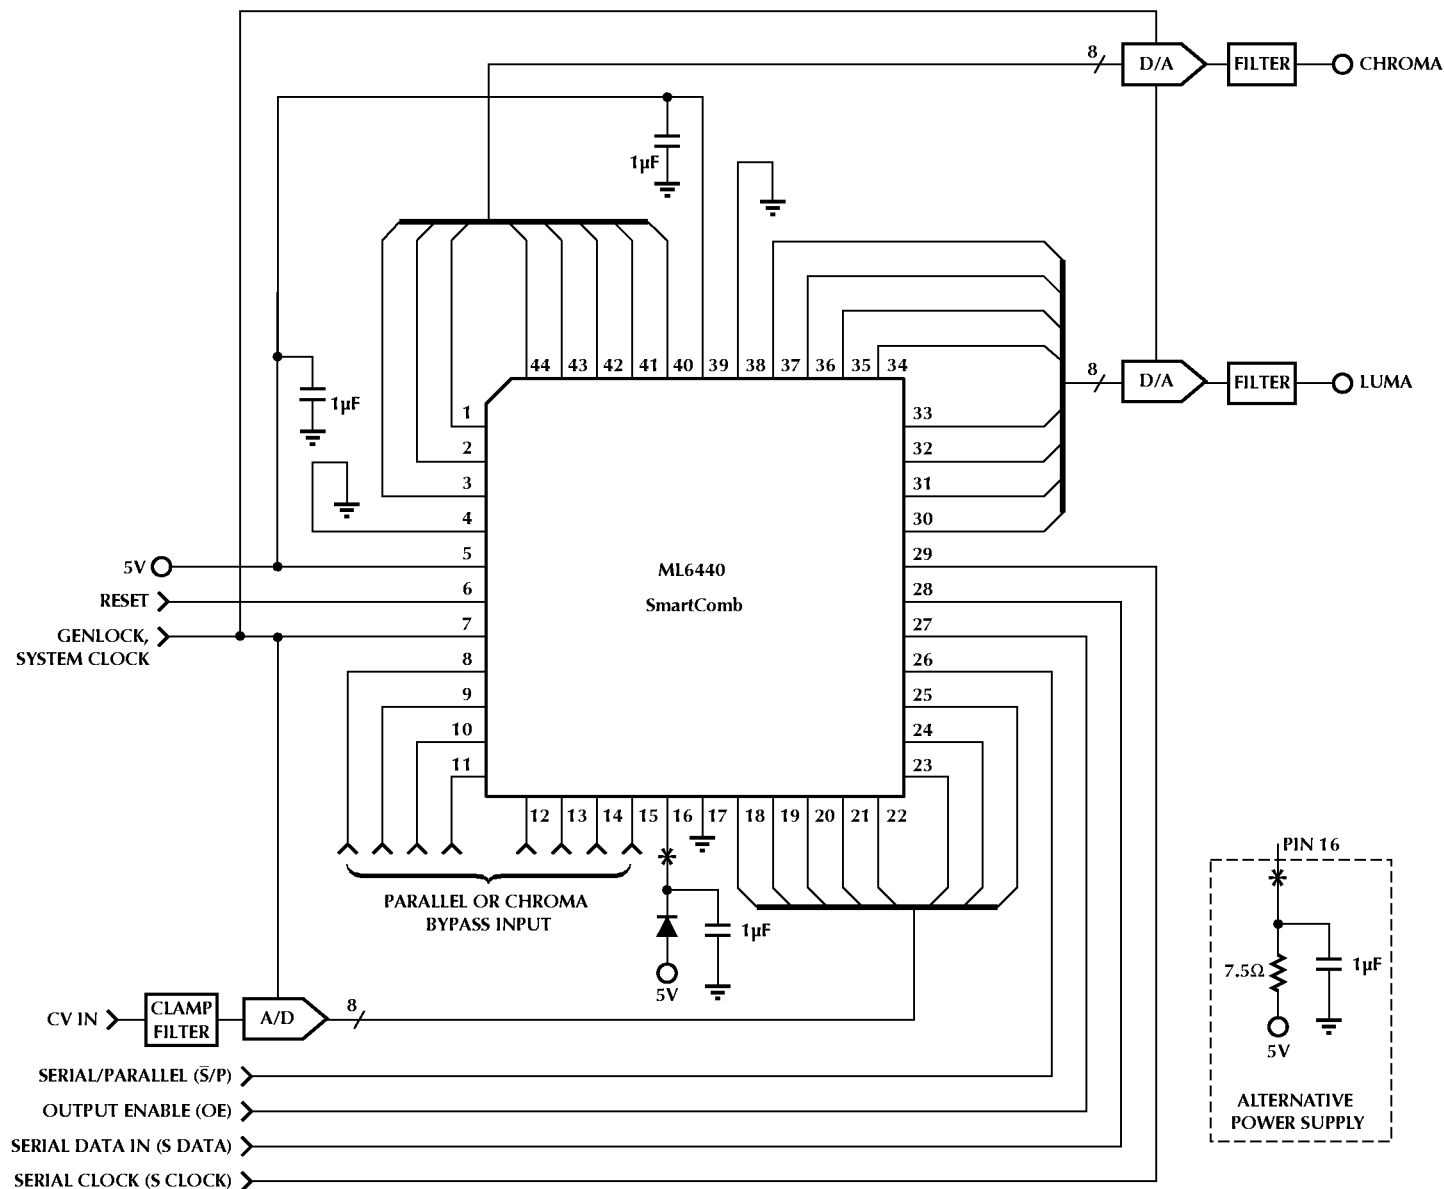 8
D/A
FILTER
CHROMA
1µF
44
43
42
41
40
39
38
37
36
35
34
8
D/A
FILTER
LUMA
1µF
1
2
3
4
5
6
7
8
9
10
11
33
32
31
30
29
28
27
26
25
24
23
5V
RESET
GENLOCK,
SYSTEM CLOCK
ML6440
SmartComb
12
13
14
15
16
17
18
19
20
21
22
PARALLEL OR CHROMA
BYPASS INPUT
1µF
5V
PIN 16
7.5Ω
1µF
5V
ALTERNATIVE
POWER SUPPLY
CV IN
CLAMP
FILTER
A/D
8
SERIAL/PARALLEL (S̅/P)
OUTPUT ENABLE (OE)
SERIAL DATA IN (S DATA)
SERIAL CLOCK (S CLOCK)